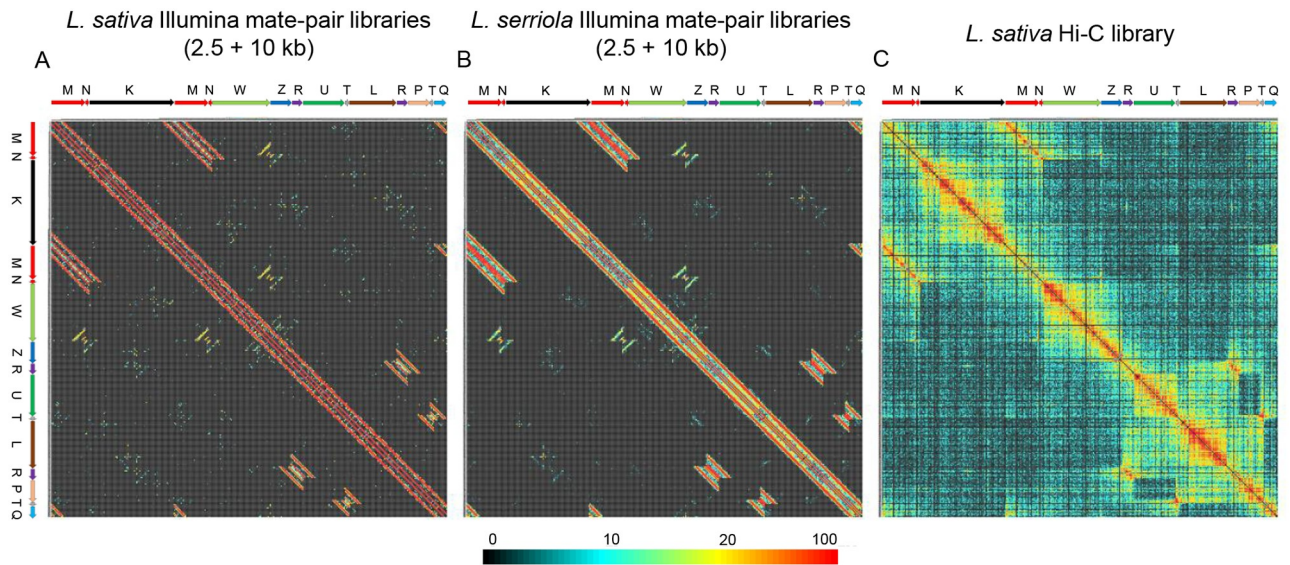 L. sativa Illumina mate-pair libraries
(2.5 + 10 kb)
L. serriola Illumina mate-pair libraries
(2.5 + 10 kb)
L. sativa Hi-C library
A
B
C
M N K M N W Z R U T L R P T Q
M N K M N W Z R U T L R P T Q
M N K M N W Z R U T L R P T Q
M
N
K
M
N
W
Z
R
U
T
L
R
P
T
Q
0 10 20 100